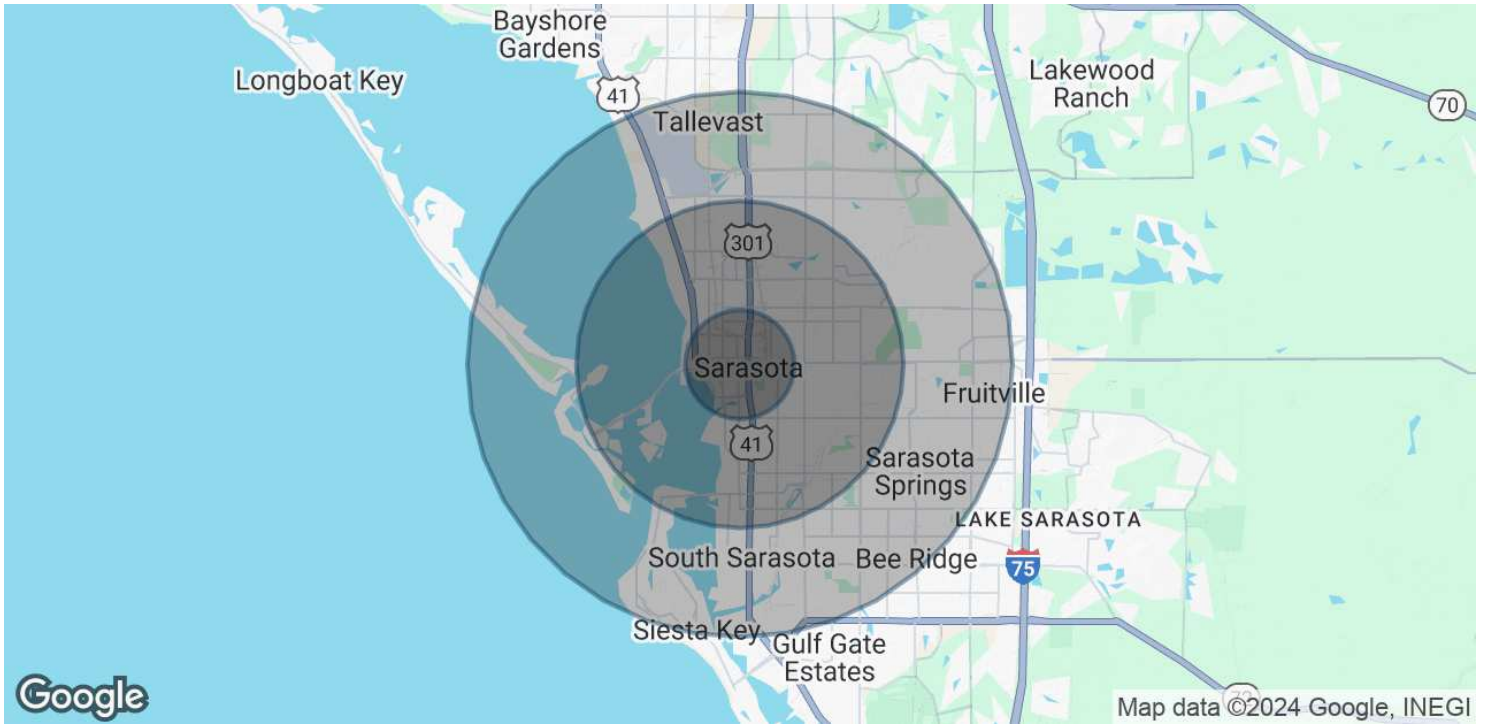 Bayshore
Gardens
Longboat Key
Lakewood
Ranch
41
70
Tallevast
301
Sarasota
Fruitville
41
Sarasota
Springs
LAKE SARASOTA
South Sarasota
Bee Ridge
75
Siesta Key
Gulf Gate
Estates
Google
Map data ©2024 Google, INEGI